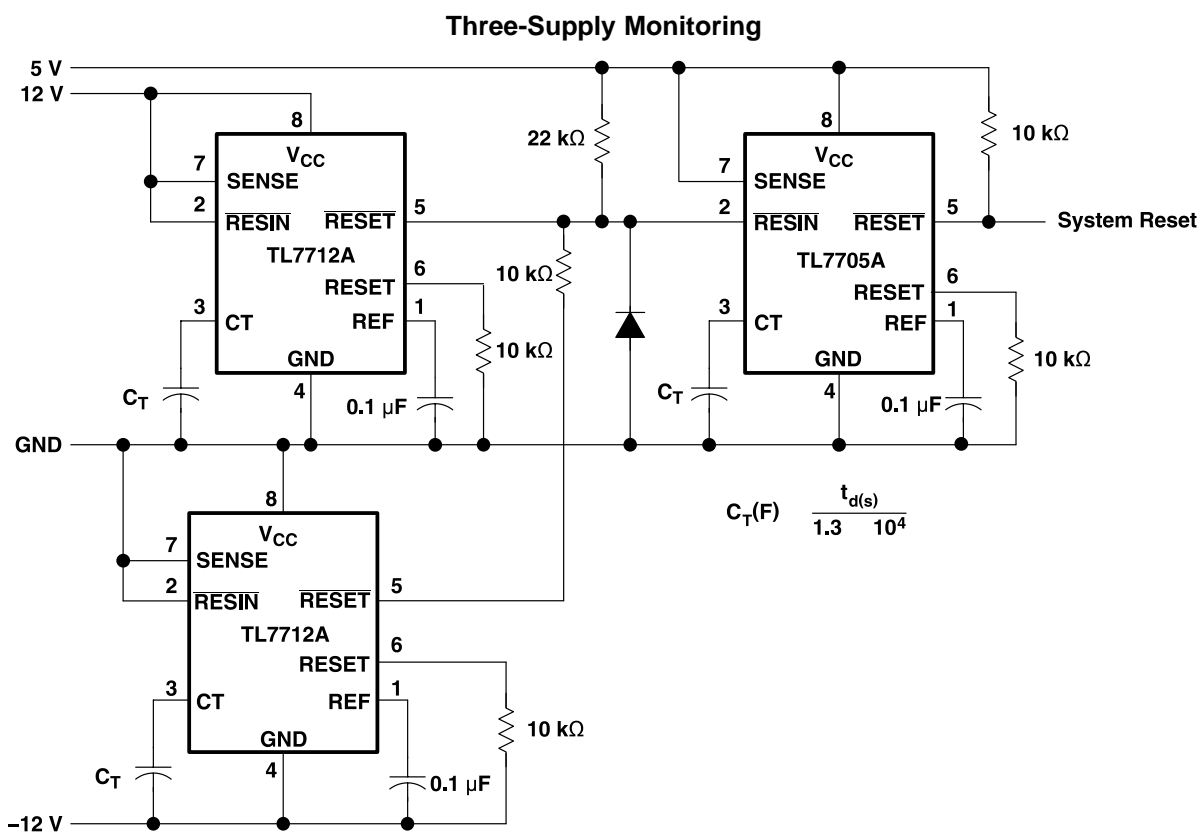 Three-Supply Monitoring
5 V
12 V
8
VCC
7
SENSE
2
RESIN
RESET
5
TL7712A
6
RESET
3
CT
1
REF
GND
4
CT
0.1 µF
10 kΩ
10 kΩ
22 kΩ
8
VCC
7
SENSE
2
RESIN
RESET
5
System Reset
TL7705A
6
RESET
3
CT
1
REF
GND
4
CT
0.1 µF
10 kΩ
10 kΩ
GND
CT(F) td(s)
1.3 10⁴
8
VCC
7
SENSE
2
RESIN
RESET
5
TL7712A
6
RESET
3
CT
1
REF
GND
4
CT
0.1 µF
10 kΩ
–12 V